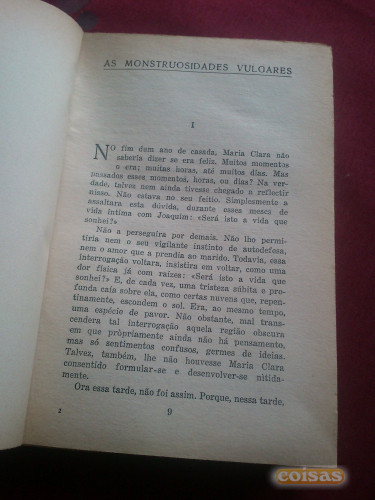 AS MONSTRUOSIDADES VULGARES
I
NO fim dum ano de casada, Maria Clara não
saberia dizer se era feliz. Muitos momentos
o era; muitas horas, até muitos dias. Mas
passados esses momentos, horas, ou dias? Na ver-
dade, talvez nem ainda tivesse chegado a reflectir
nisso. Não estava no seu feitio. Simplesmente a
assaltara esta dúvida, durante esses meses de
vida íntima com Joaquim: «Será isto a vida que
sonhei?»
Não a perseguira por demais. Não lho permi-
tiria nem o seu vigilante instinto de autodefesa,
nem o amor que a prendia ao marido. Todavia, essa
interrogação voltara, insistira em voltar, como uma
dor física já com raízes: «Será isto a vida que
sonhei?» E, de cada vez, uma tristeza súbita e pro-
funda caía sobre ela, como certas nuvens que, repen-
tinamente, escondem o sol. Era, ao mesmo tempo,
uma espécie de pavor. Não obstante, mal trans-
cendera tal interrogação aquela região obscura
em que pròpriamente ainda não há pensamento,
mas só sentimentos confusos, germes de ideias.
Talvez, também, lhe não houvesse Maria Clara
consentido formular-se e desenvolver-se nitida-
mente.
Ora essa tarde, não foi assim. Porque, nessa tarde,
2 9
coisas